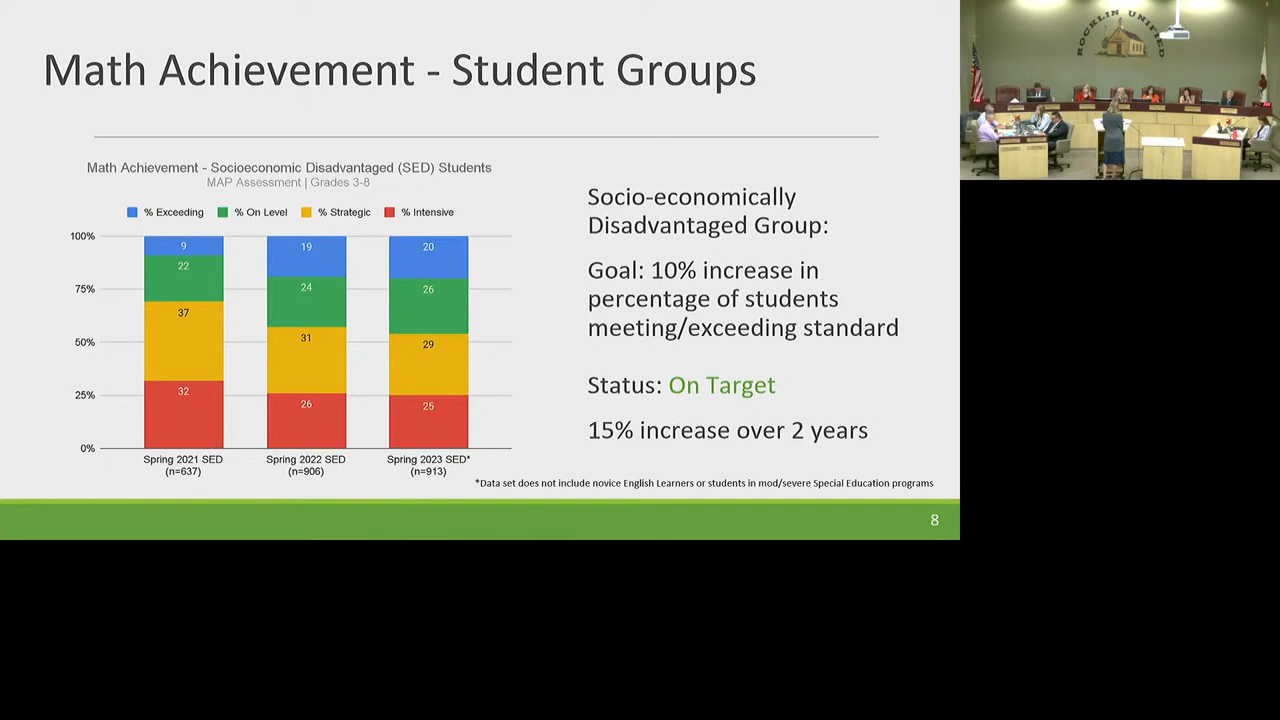 Math Achievement - Student Groups
ROCKLIN UNIFIED
Math Achievement - Socioeconomic Disadvantaged (SED) Students
MAP Assessment | Grades 3-8
% Exceeding % On Level % Strategic % Intensive
100%
75%
50%
25%
0%
9
22
37
32
19
24
31
26
20
26
29
25
Spring 2021 SED
(n=637)
Spring 2022 SED
(n=906)
Spring 2023 SED*
(n=913)
Socio-economically
Disadvantaged Group:
Goal: 10% increase in
percentage of students
meeting/exceeding standard
Status: On Target
15% increase over 2 years
*Data set does not include novice English Learners or students in mod/severe Special Education programs
8